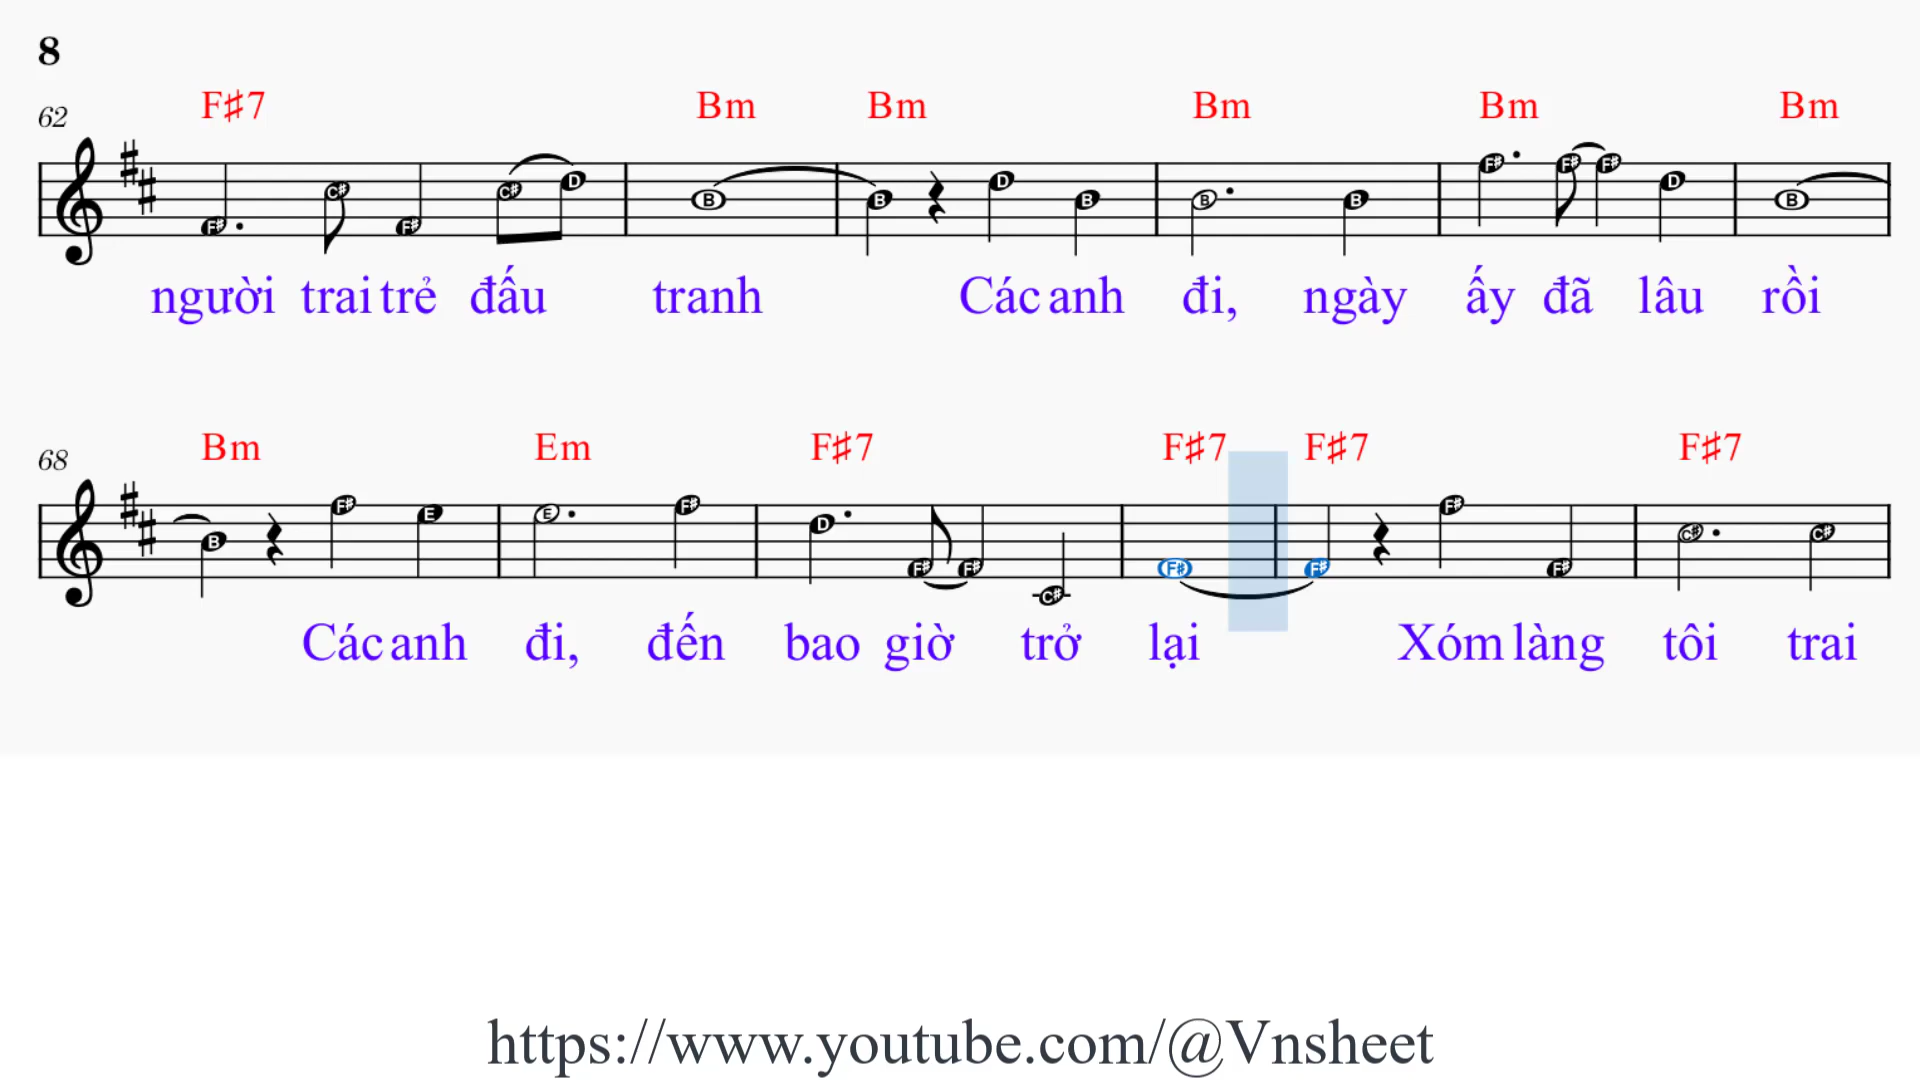 8
62 F♯7 Bm Bm Bm Bm Bm
F♯ C♯ F♯ C♯ D B B D B B B F♯ F♯ F♯ D B
người trai trẻ đấu tranh Các anh đi, ngày ấy đã lâu rồi
68 Bm Em F♯7 F♯7 F♯7 F♯7
B F♯ E E F♯ D F♯ F♯ C♯ F♯ F♯ F♯ F♯ C♯ C♯
Các anh đi, đến bao giờ trở lại Xóm làng tôi trai
https://www.youtube.com/@Vnsheet